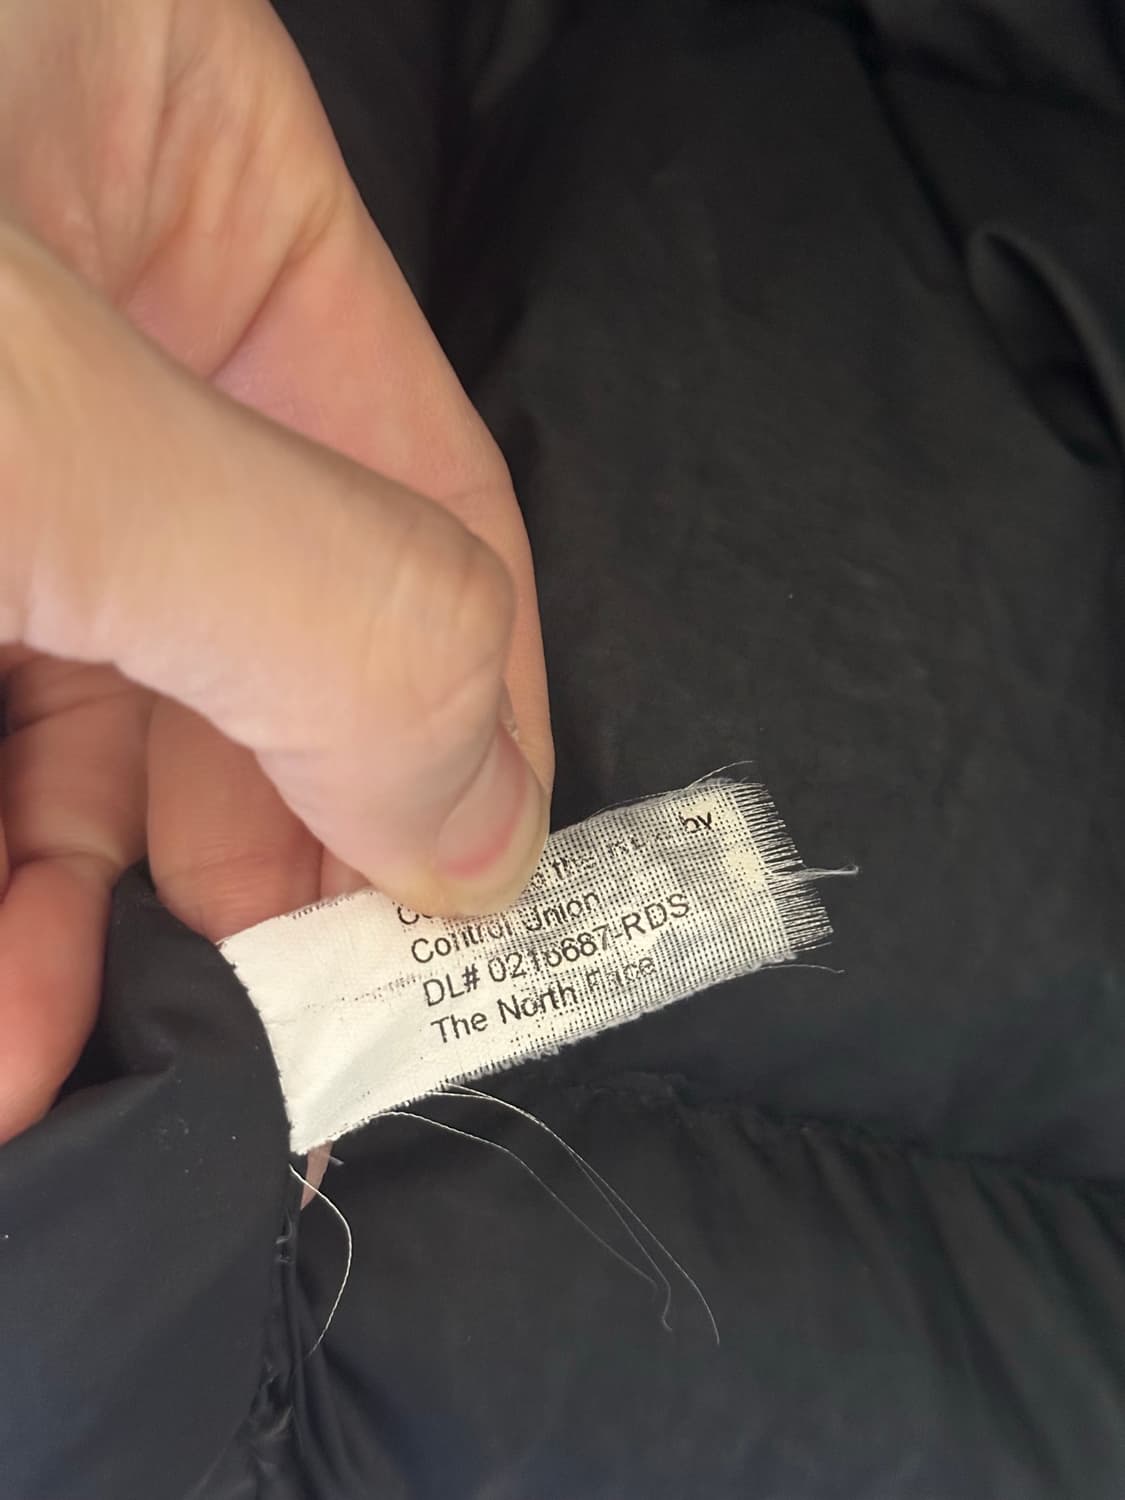 by
Control Union
DL# 0216687-RDS
The North Face